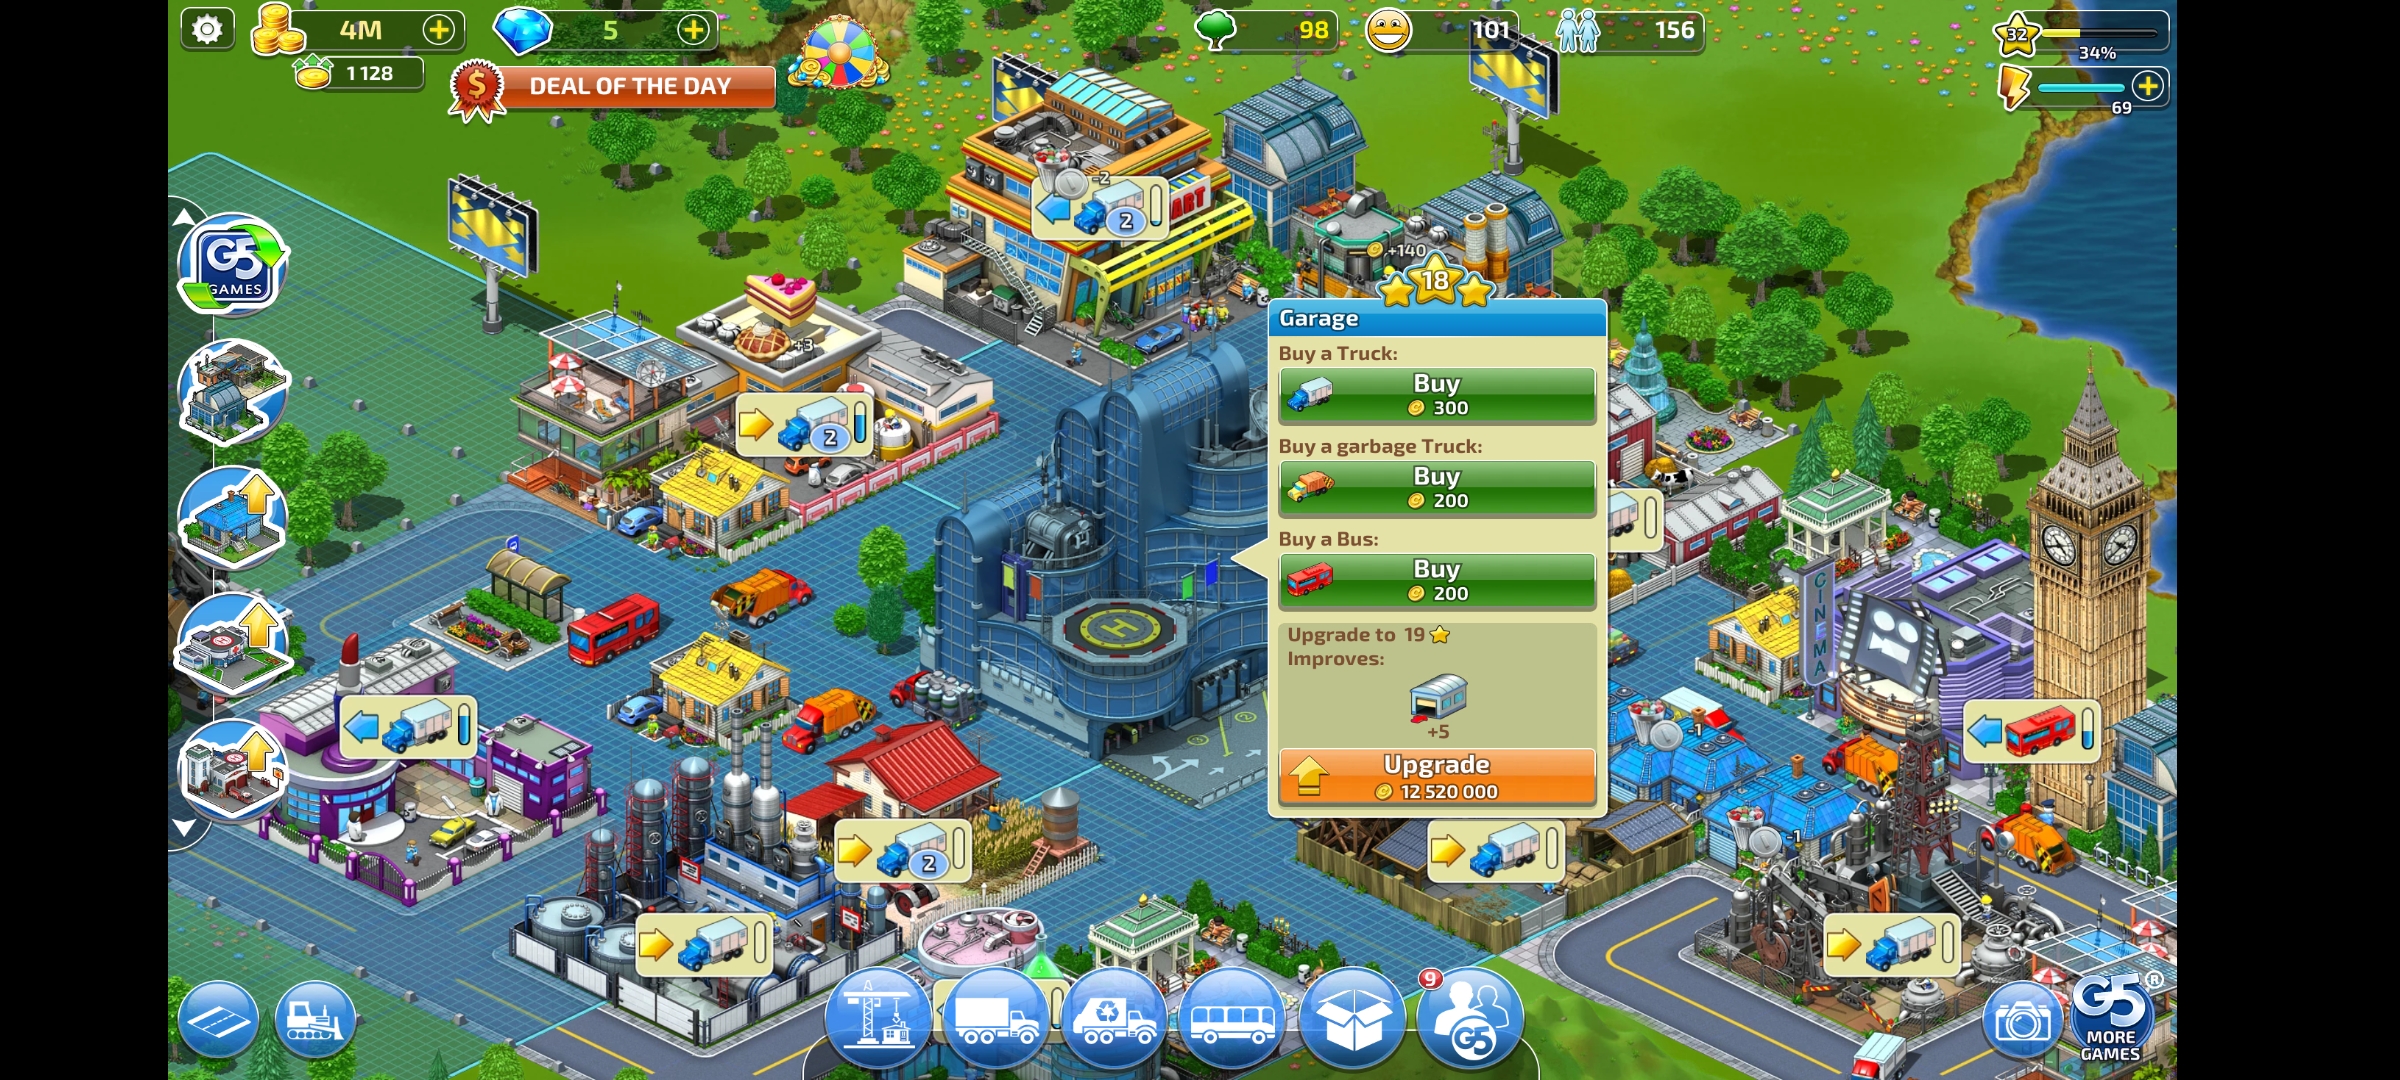 4M
5
98
101
156
32
34%
1 128
DEAL OF THE DAY
69
-2
2
ART
+140
18
Garage
G5
GAMES
+3
Buy a Truck:
Buy
300
2
Buy a garbage Truck:
Buy
200
Buy a Bus:
Buy
200
CINEMA
H
Upgrade to 19
Improves:
+5
-1
Upgrade
12 520 000
-1
2
9
G5
G5
®
MORE
GAMES